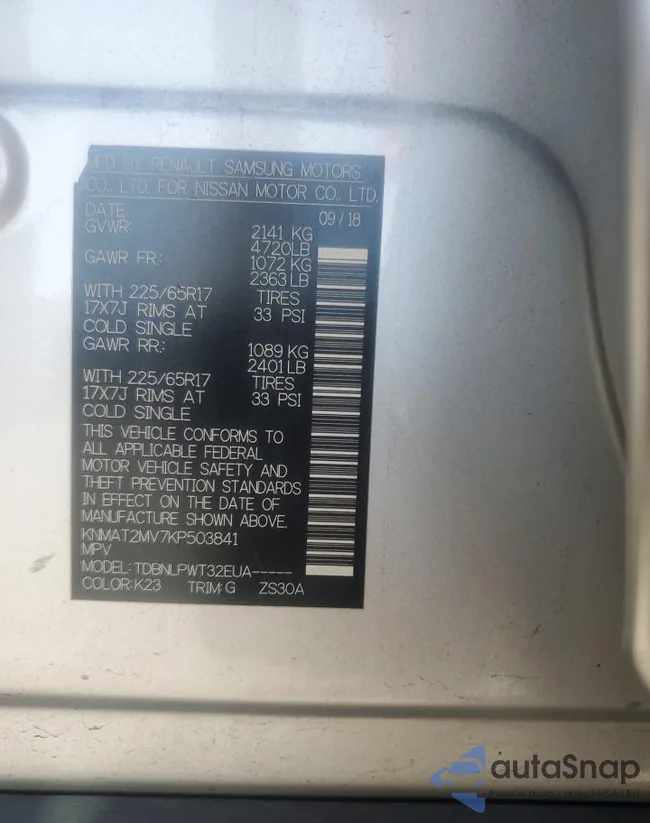 MFD BY RENAULT SAMSUNG MOTORS
CO., LTD. FOR NISSAN MOTOR CO., LTD.
DATE: 09/18
GVWR: 2141 KG
4720LB
GAWR FR.: 1072 KG
2363 LB
WITH 225/65R17 TIRES
17X7J RIMS AT 33 PSI
COLD SINGLE
GAWR RR.: 1089 KG
2401 LB
WITH 225/65R17 TIRES
17X7J RIMS AT 33 PSI
COLD SINGLE
THIS VEHICLE CONFORMS TO
ALL APPLICABLE FEDERAL
MOTOR VEHICLE SAFETY AND
THEFT PREVENTION STANDARDS
IN EFFECT ON THE DATE OF
MANUFACTURE SHOWN ABOVE.
KNMAT2MV7KP503841
MPV
MODEL: TDBNLPWT32EUA-----
COLOR: K23 TRIM: G ZS30A
autaSnap